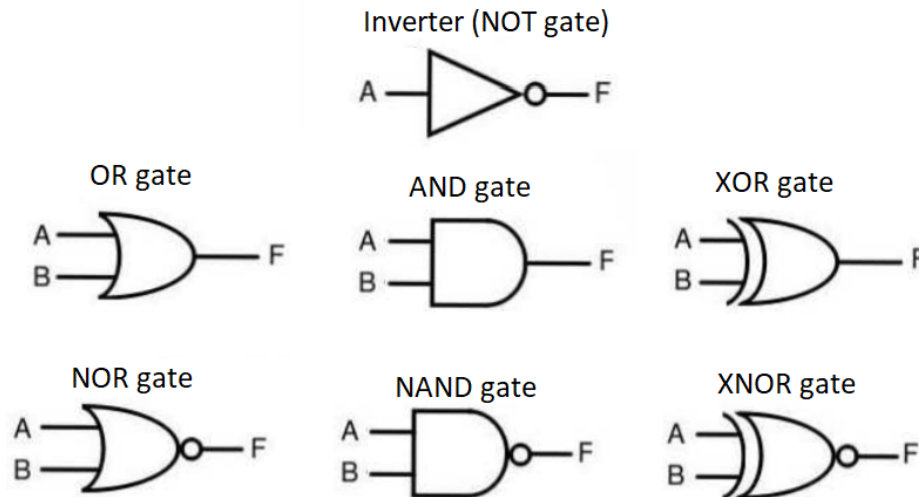 Inverter (NOT gate)
A F
OR gate AND gate XOR gate
A A A
F F F
B B B
NOR gate NAND gate XNOR gate
A A A
F F F
B B B